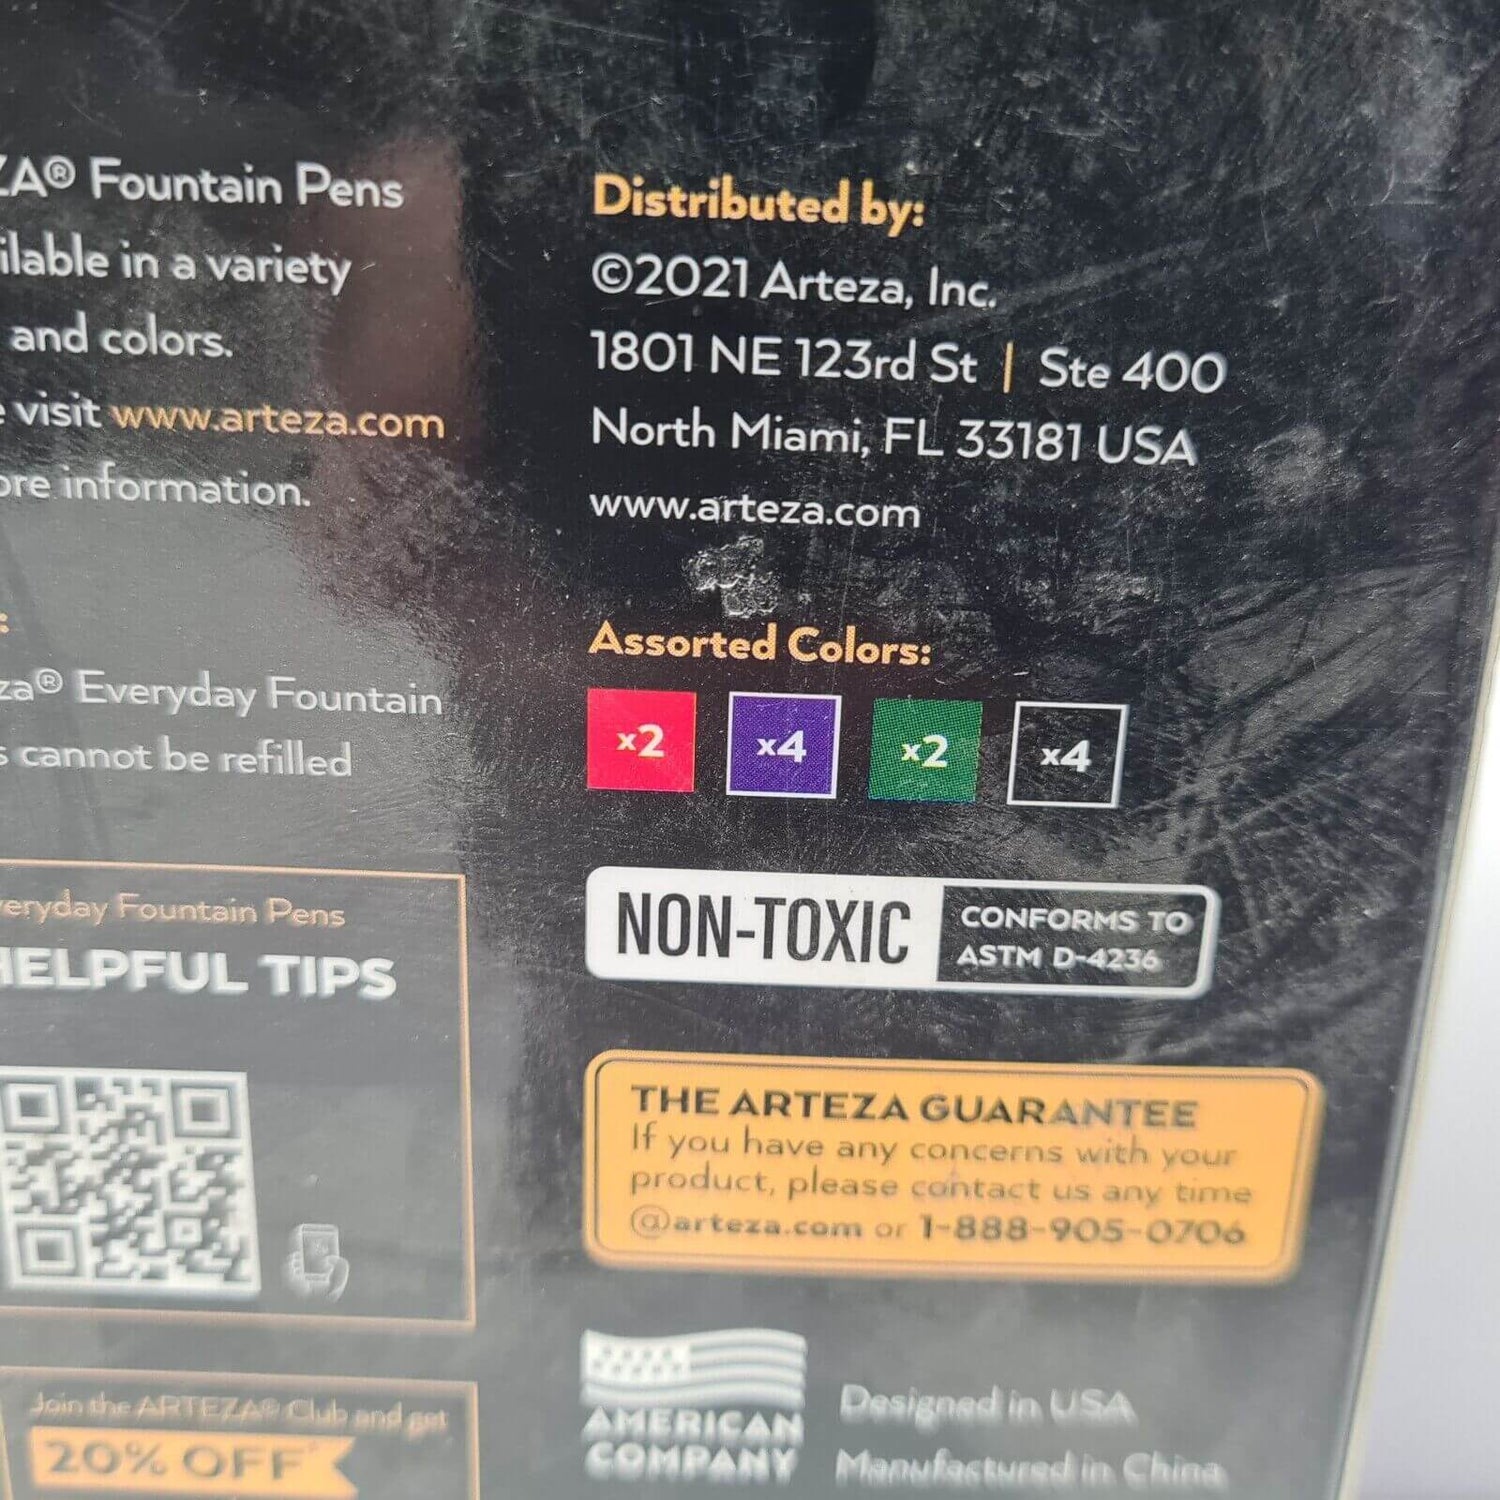 ZA® Fountain Pens
ilable in a variety
and colors.
visit www.arteza.com
ore information.
:
za® Everyday Fountain
s cannot be refilled
veryday Fountain Pens
HELPFUL TIPS
Join the ARTEZA® Club and get
20% OFF*
Distributed by:
©2021 Arteza, Inc.
1801 NE 123rd St | Ste 400
North Miami, FL 33181 USA
www.arteza.com
Assorted Colors:
x2 x4 x2 x4
NON-TOXIC
CONFORMS TO
ASTM D-4236
THE ARTEZA GUARANTEE
If you have any concerns with your
product, please contact us any time
@arteza.com or 1-888-905-0706
AMERICAN
COMPANY
Designed in USA
Manufactured in China